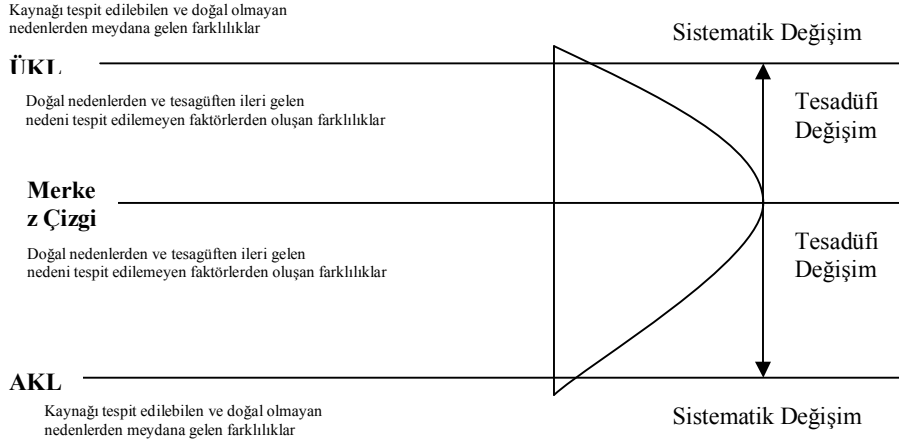 Kaynağı tespit edilebilen ve doğal olmayan
nedenlerden meydana gelen farklılıklar
Sistematik Değişim
ÜKL
Doğal nedenlerden ve tesagüften ileri gelen
nedeni tespit edilemeyen faktörlerden oluşan farklılıklar
Tesadüfi
Değişim
Merke
z Çizgi
Doğal nedenlerden ve tesagüften ileri gelen
nedeni tespit edilemeyen faktörlerden oluşan farklılıklar
Tesadüfi
Değişim
AKL
Kaynağı tespit edilebilen ve doğal olmayan
nedenlerden meydana gelen farklılıklar
Sistematik Değişim